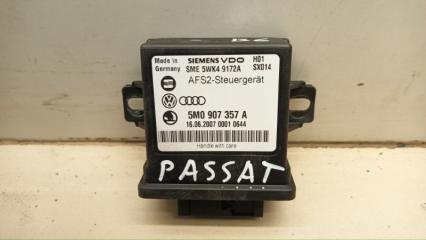 Made in SIEMENS VDO H01
Germany SME 5WK4 9172A SX014
AFS2-Steuergerät
5M0 907 357 A
16.06.2007 0001 0644
Handle with care
PASSAT